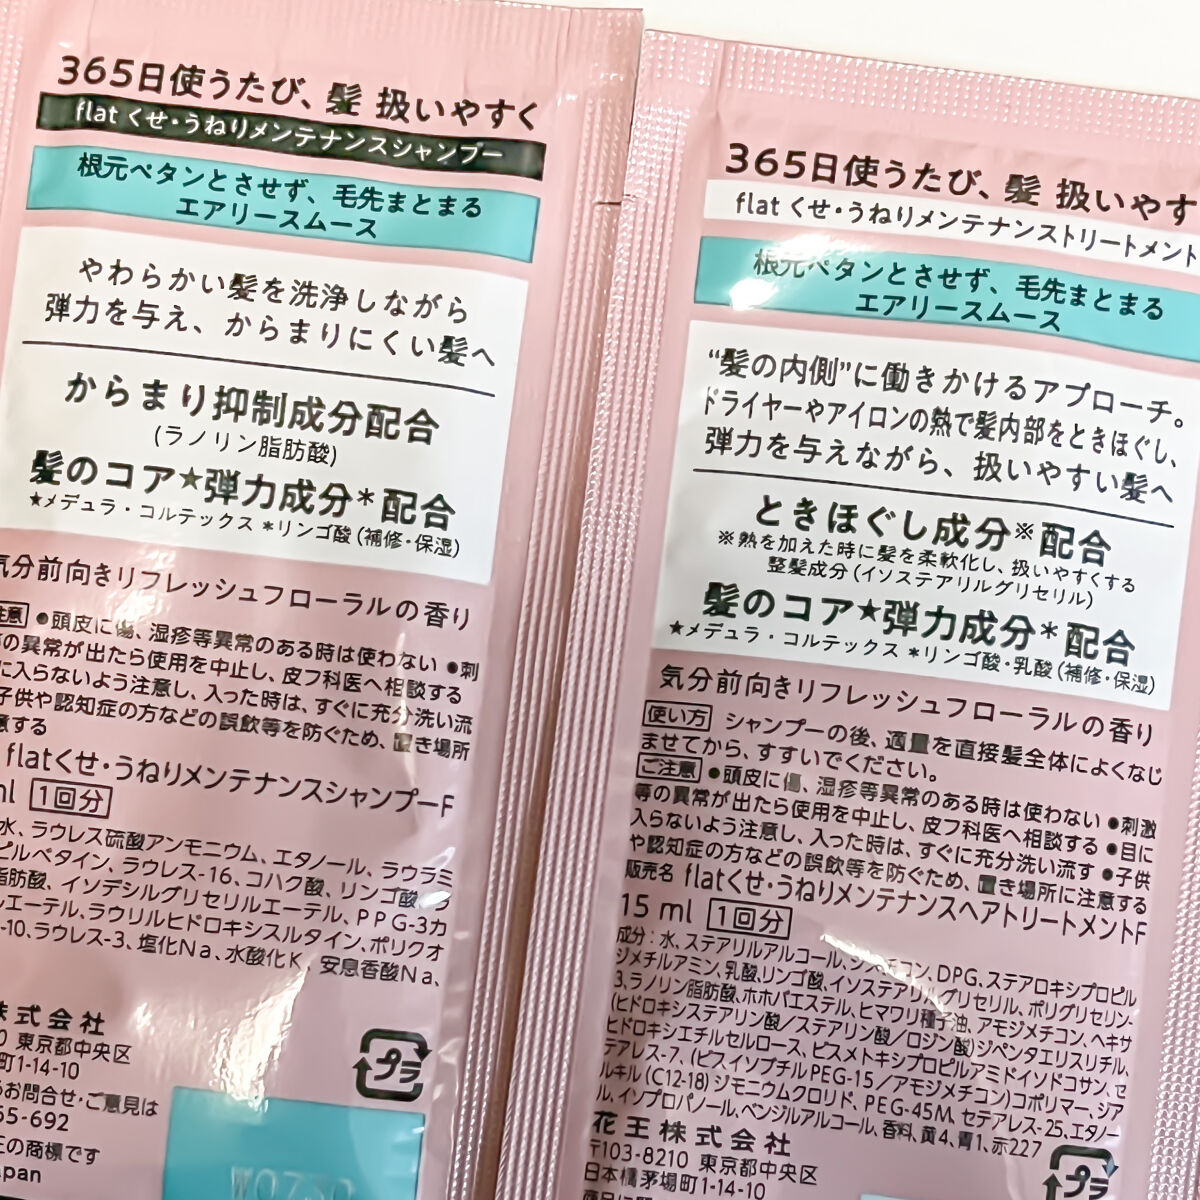 365日使うたび、髪 扱いやすく
flat くせ・うねりメンテナンスシャンプー
根元ペタンとさせず、毛先まとまる
エアリースムース
やわらかい髪を洗浄しながら
弾力を与え、からまりにくい髪へ
からまり抑制成分配合
(ラノリン脂肪酸)
髪のコア★弾力成分*配合
★メデュラ・コルテックス *リンゴ酸(補修・保湿)
気分前向きリフレッシュフローラルの香り
注意 ●頭皮に傷、湿疹等異常のある時は使わない ●刺
の異常が出たら使用を中止し、皮フ科医へ相談する
に入らないよう注意し、入った時は、すぐに充分洗い流
子供や認知症の方などの誤飲等を防ぐため、置き場所
意する
flatくせ・うねりメンテナンスシャンプーF
ml 1回分
水、ラウレス硫酸アンモニウム、エタノール、ラウラミ
ピルベタイン、ラウレス-16、コハク酸、リンゴ酸、
脂肪酸、イソデシルグリセリルエーテル、PPG-3カ
エーテル、ラウリルヒドロキシスルタイン、ポリクオ
-10、ラウレス-3、塩化Na、水酸化K、安息香酸Na、
株式会社
0 東京都中央区
町1-14-10
お問合せ・ご意見は
65-692
の商標です
apan
プラ
365日使うたび、髪 扱いやす
flat くせ・うねりメンテナンストリートメント
根元ペタンとさせず、毛先まとまる
エアリースムース
“髪の内側”に働きかけるアプローチ。
ドライヤーやアイロンの熱で髪内部をときほぐし、
弾力を与えながら、扱いやすい髪へ
ときほぐし成分※配合
※熱を加えた時に髪を柔軟化し、扱いやすくする
整髪成分(イソステアリルグリセリル)
髪のコア★弾力成分*配合
★メデュラ・コルテックス *リンゴ酸・乳酸(補修・保湿)
気分前向きリフレッシュフローラルの香り
使い方 シャンプーの後、適量を直接髪全体によくなじ
ませてから、すすいでください。
ご注意 ●頭皮に傷、湿疹等異常のある時は使わない ●刺激
等の異常が出たら使用を中止し、皮フ科医へ相談する ●目に
入らないよう注意し、入った時は、すぐに充分洗い流す ●子供
や認知症の方などの誤飲等を防ぐため、置き場所に注意する
販売名 flatくせ・うねりメンテナンスヘアトリートメントF
15 ml 1回分
成分：水、ステアリルアルコール、ジメチコン、DPG、ステアロキシプロピル
ジメチルアミン、乳酸、リンゴ酸、イソステアリルグリセリル、ポリグリセリン-
3、ラノリン脂肪酸、ホホバエステル、ヒマワリ種子油、アモジメチコン、ヘキサ
(ヒドロキシステアリン酸/ステアリン酸/ロジン酸)ジペンタエリスリチル、
ヒドロキシエチルセルロース、ビスメトキシプロピルアミドイソドコサン、セ
テアレス-7、(ビスイソブチルPEG-15/アモジメチコン)コポリマー、ジア
ルキル(C12-18)ジモニウムクロリド、PEG-45M、セテアレス-25、エタノー
ル、イソプロパノール、ベンジルアルコール、香料、黄4、青1、赤227
花王株式会社
〒103-8210 東京都中央区
日本橋茅場町1-14-10
プラ